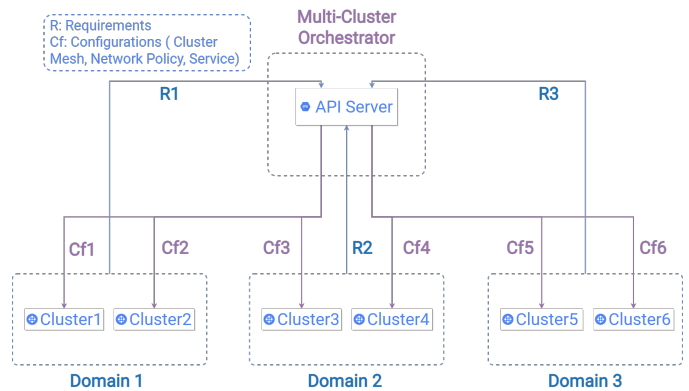 Multi-Cluster
Orchestrator
R: Requirements
Cf: Configurations ( Cluster
Mesh, Network Policy, Service)
R1
API Server
R3
Cf1
Cf2
Cf3
R2
Cf4
Cf5
Cf6
Cluster1
Cluster2
Cluster3
Cluster4
Cluster5
Cluster6
Domain 1
Domain 2
Domain 3